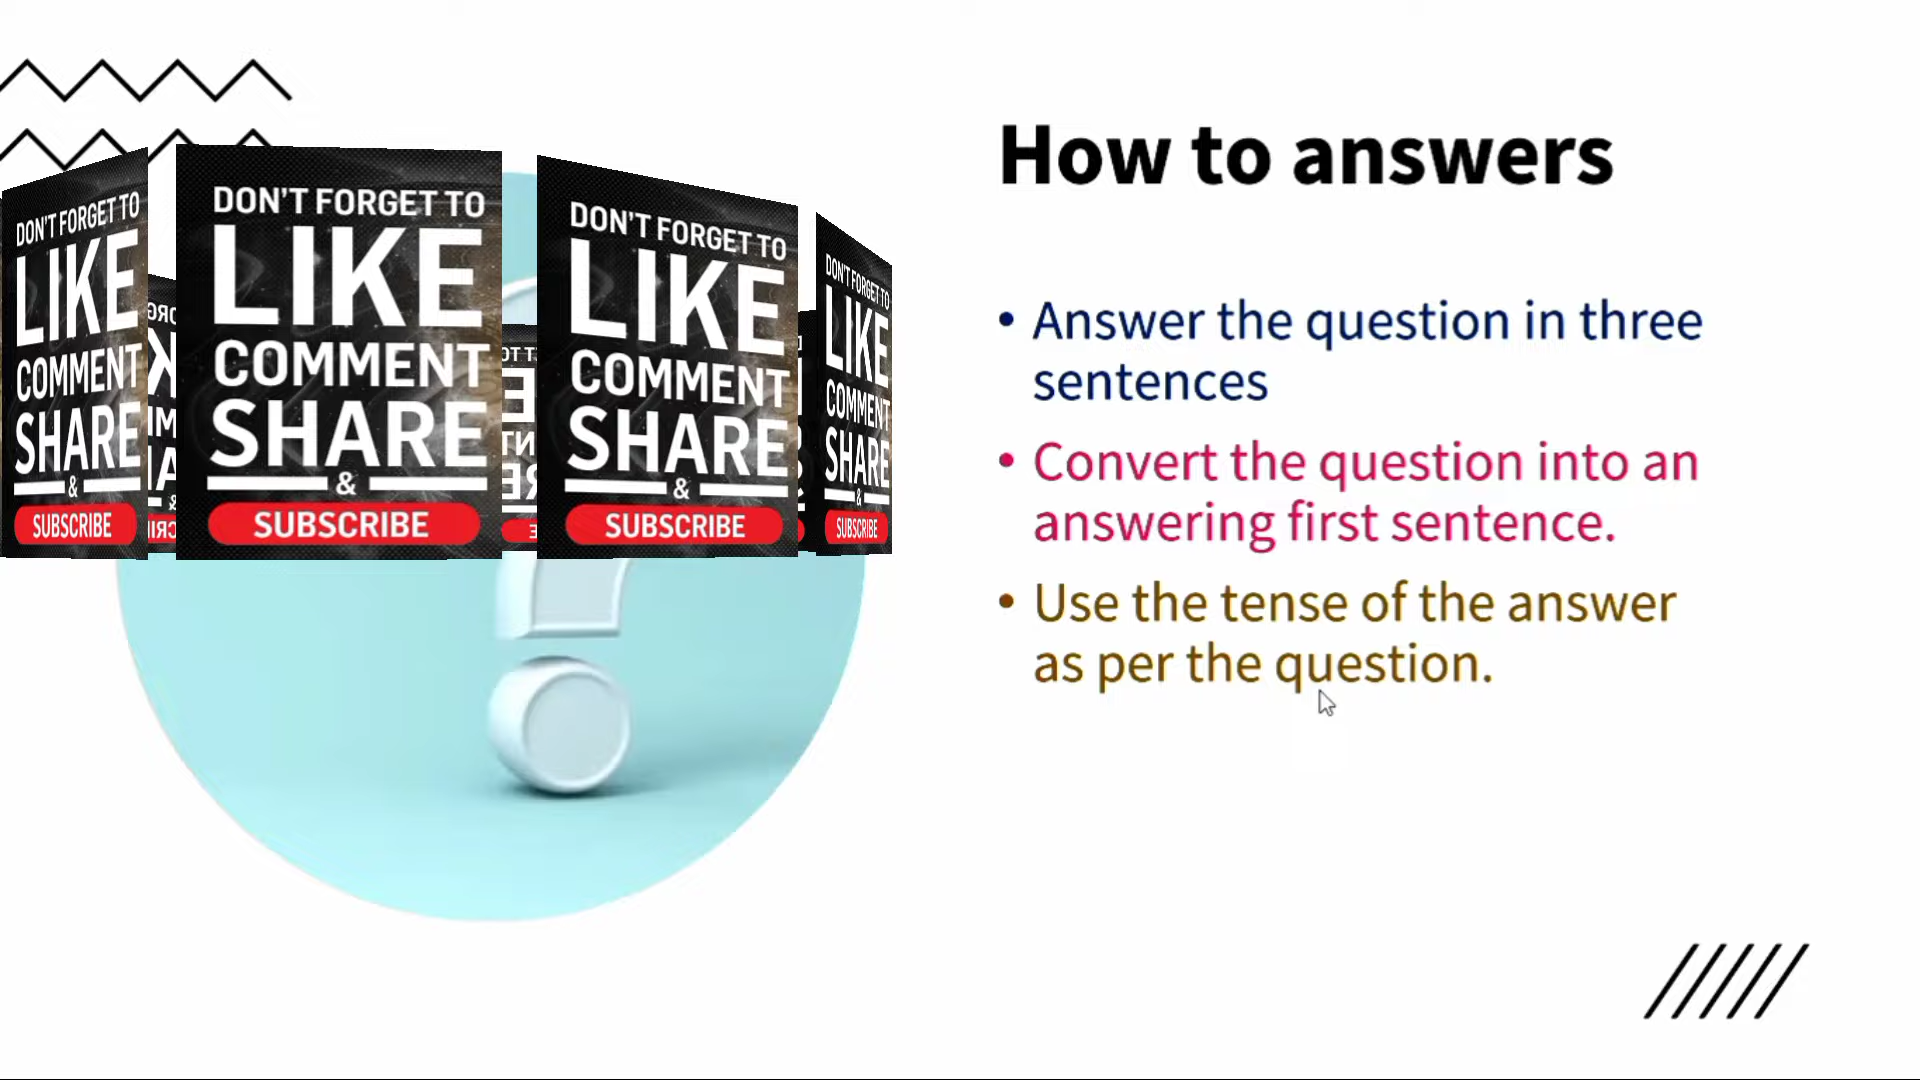 How to answers
• Answer the question in three
sentences
• Convert the question into an
answering first sentence.
• Use the tense of the answer
as per the question.
DON'T FORGET TO
LIKE
COMMENT
SHARE
&
SUBSCRIBE
DON'T FORGET TO
LIKE
COMMENT
SHARE
&
SUBSCRIBE
DON'T FORGET TO
LIKE
COMMENT
SHARE
&
SUBSCRIBE
DON'T FORGET TO
LIKE
COMMENT
SHARE
&
SUBSCRIBE